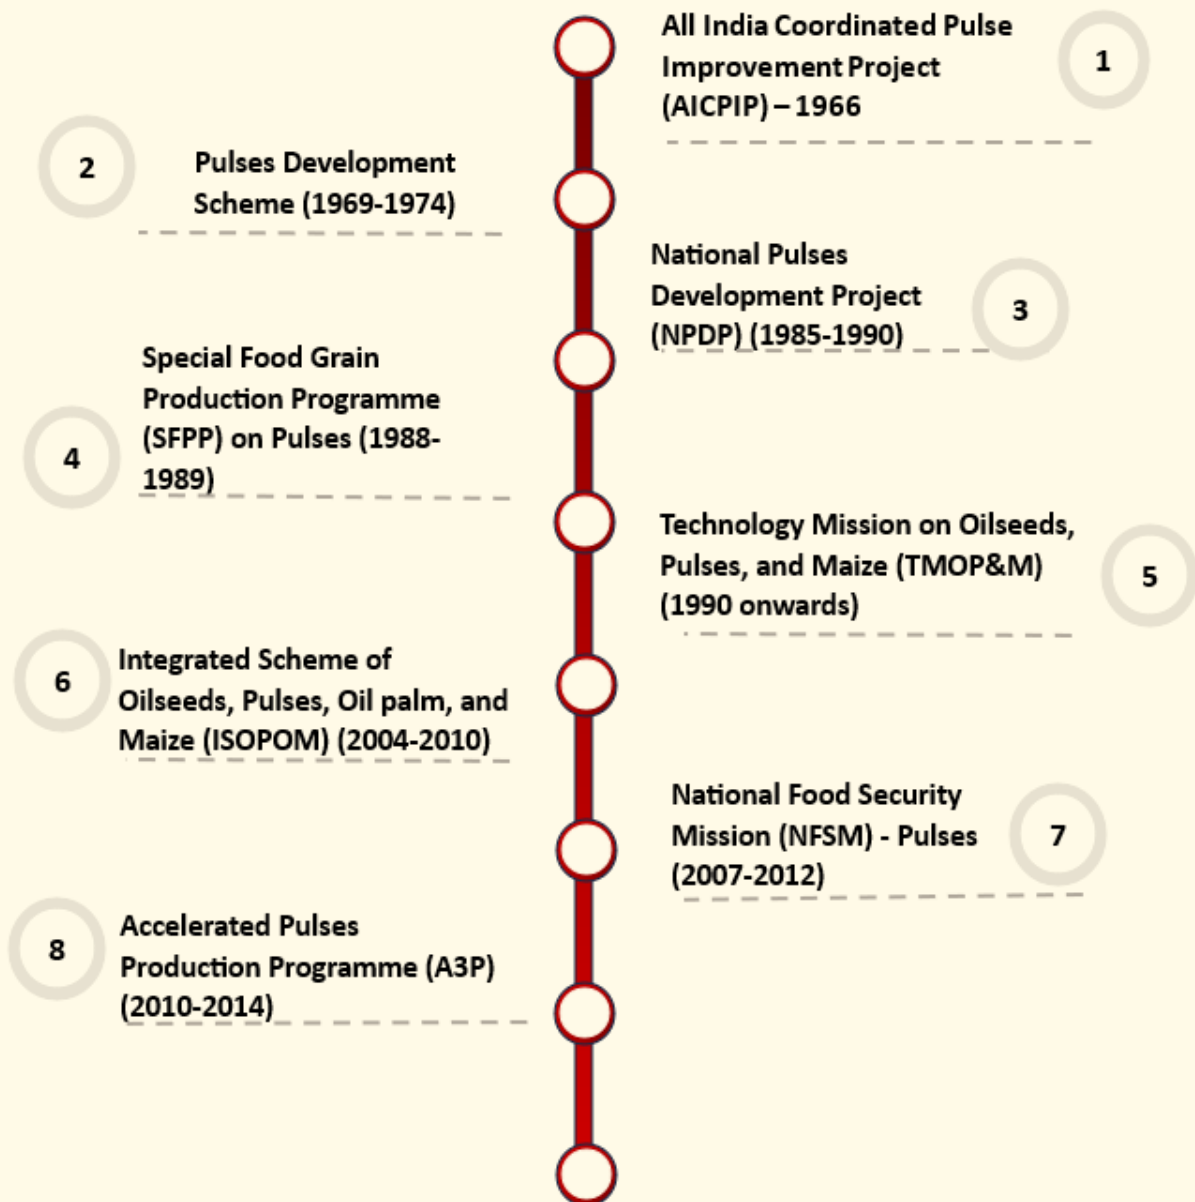 All India Coordinated Pulse
Improvement Project
(AICPIP) – 1966
1
2
Pulses Development
Scheme (1969-1974)
National Pulses
Development Project
(NPDP) (1985-1990)
3
Special Food Grain
Production Programme
(SFPP) on Pulses (1988-
1989)
4
Technology Mission on Oilseeds,
Pulses, and Maize (TMOP&M)
(1990 onwards)
5
6
Integrated Scheme of
Oilseeds, Pulses, Oil palm, and
Maize (ISOPOM) (2004-2010)
National Food Security
Mission (NFSM) - Pulses
(2007-2012)
7
8
Accelerated Pulses
Production Programme (A3P)
(2010-2014)